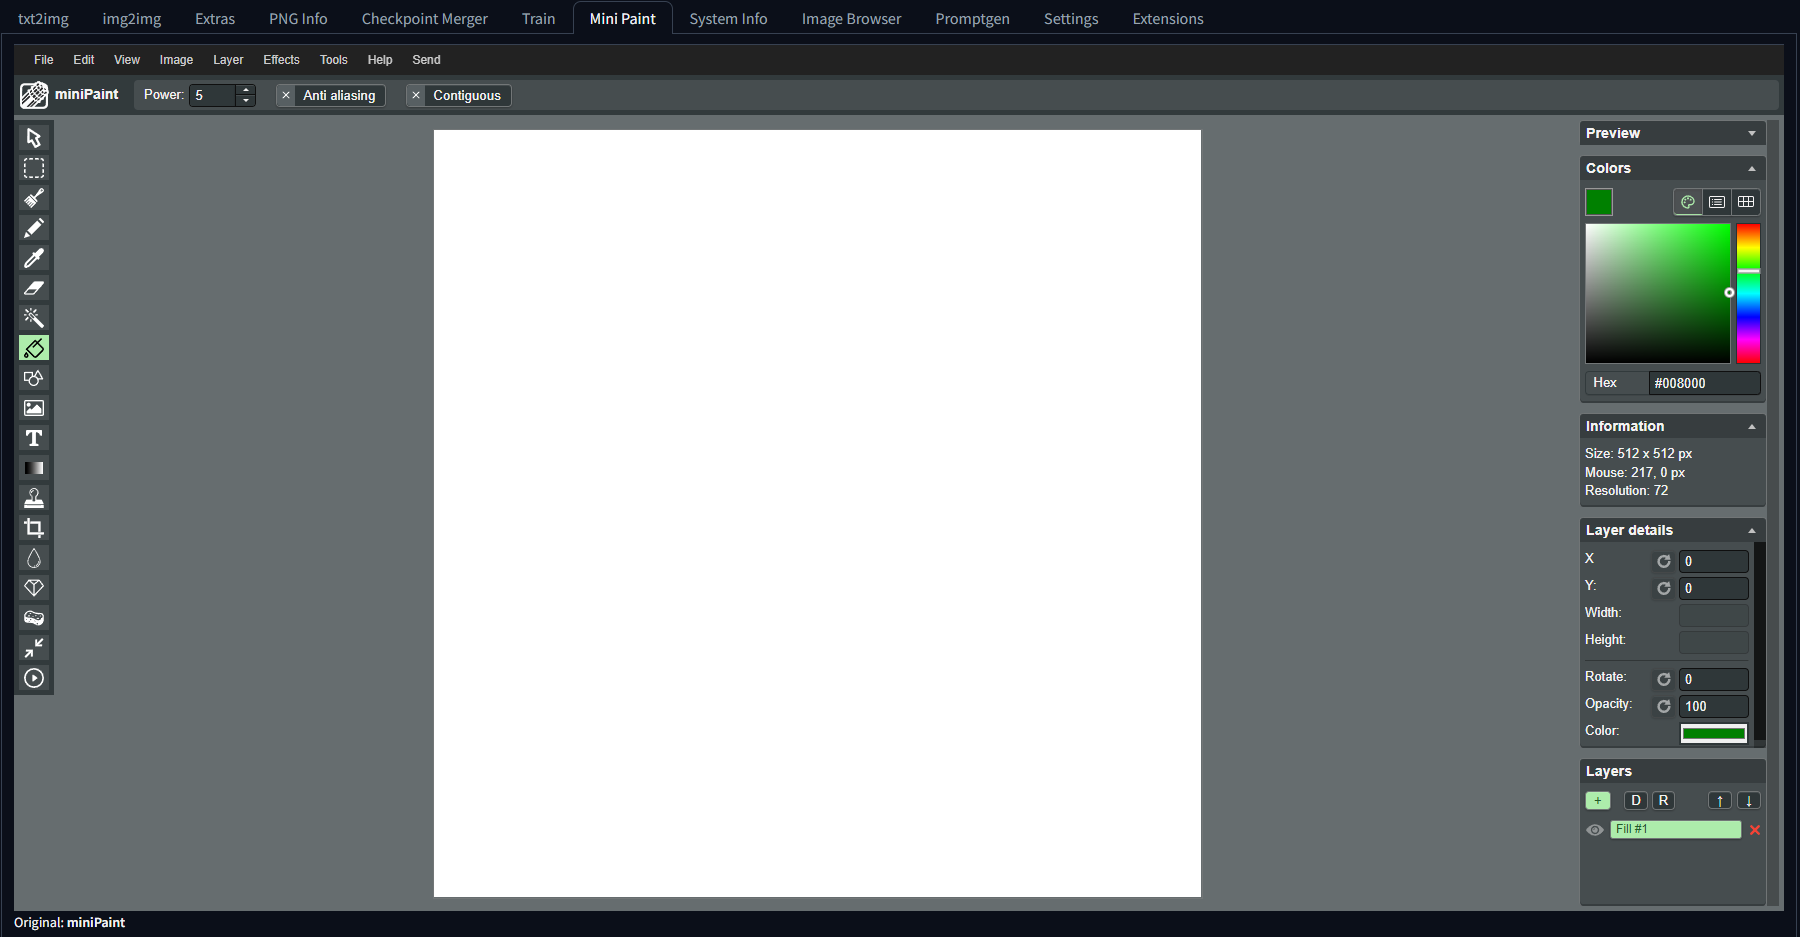 txt2img img2img Extras PNG Info Checkpoint Merger Train Mini Paint System Info Image Browser Promptgen Settings Extensions
File Edit View Image Layer Effects Tools Help Send
miniPaint Power: 5 × Anti aliasing × Contiguous
T
Preview
Colors
Hex #008000
Information
Size: 512 x 512 px
Mouse: 217, 0 px
Resolution: 72
Layer details
X 0
Y: 0
Width:
Height:
Rotate: 0
Opacity: 100
Color:
Layers
+ D R ↑ ↓
Fill #1
Original: miniPaint